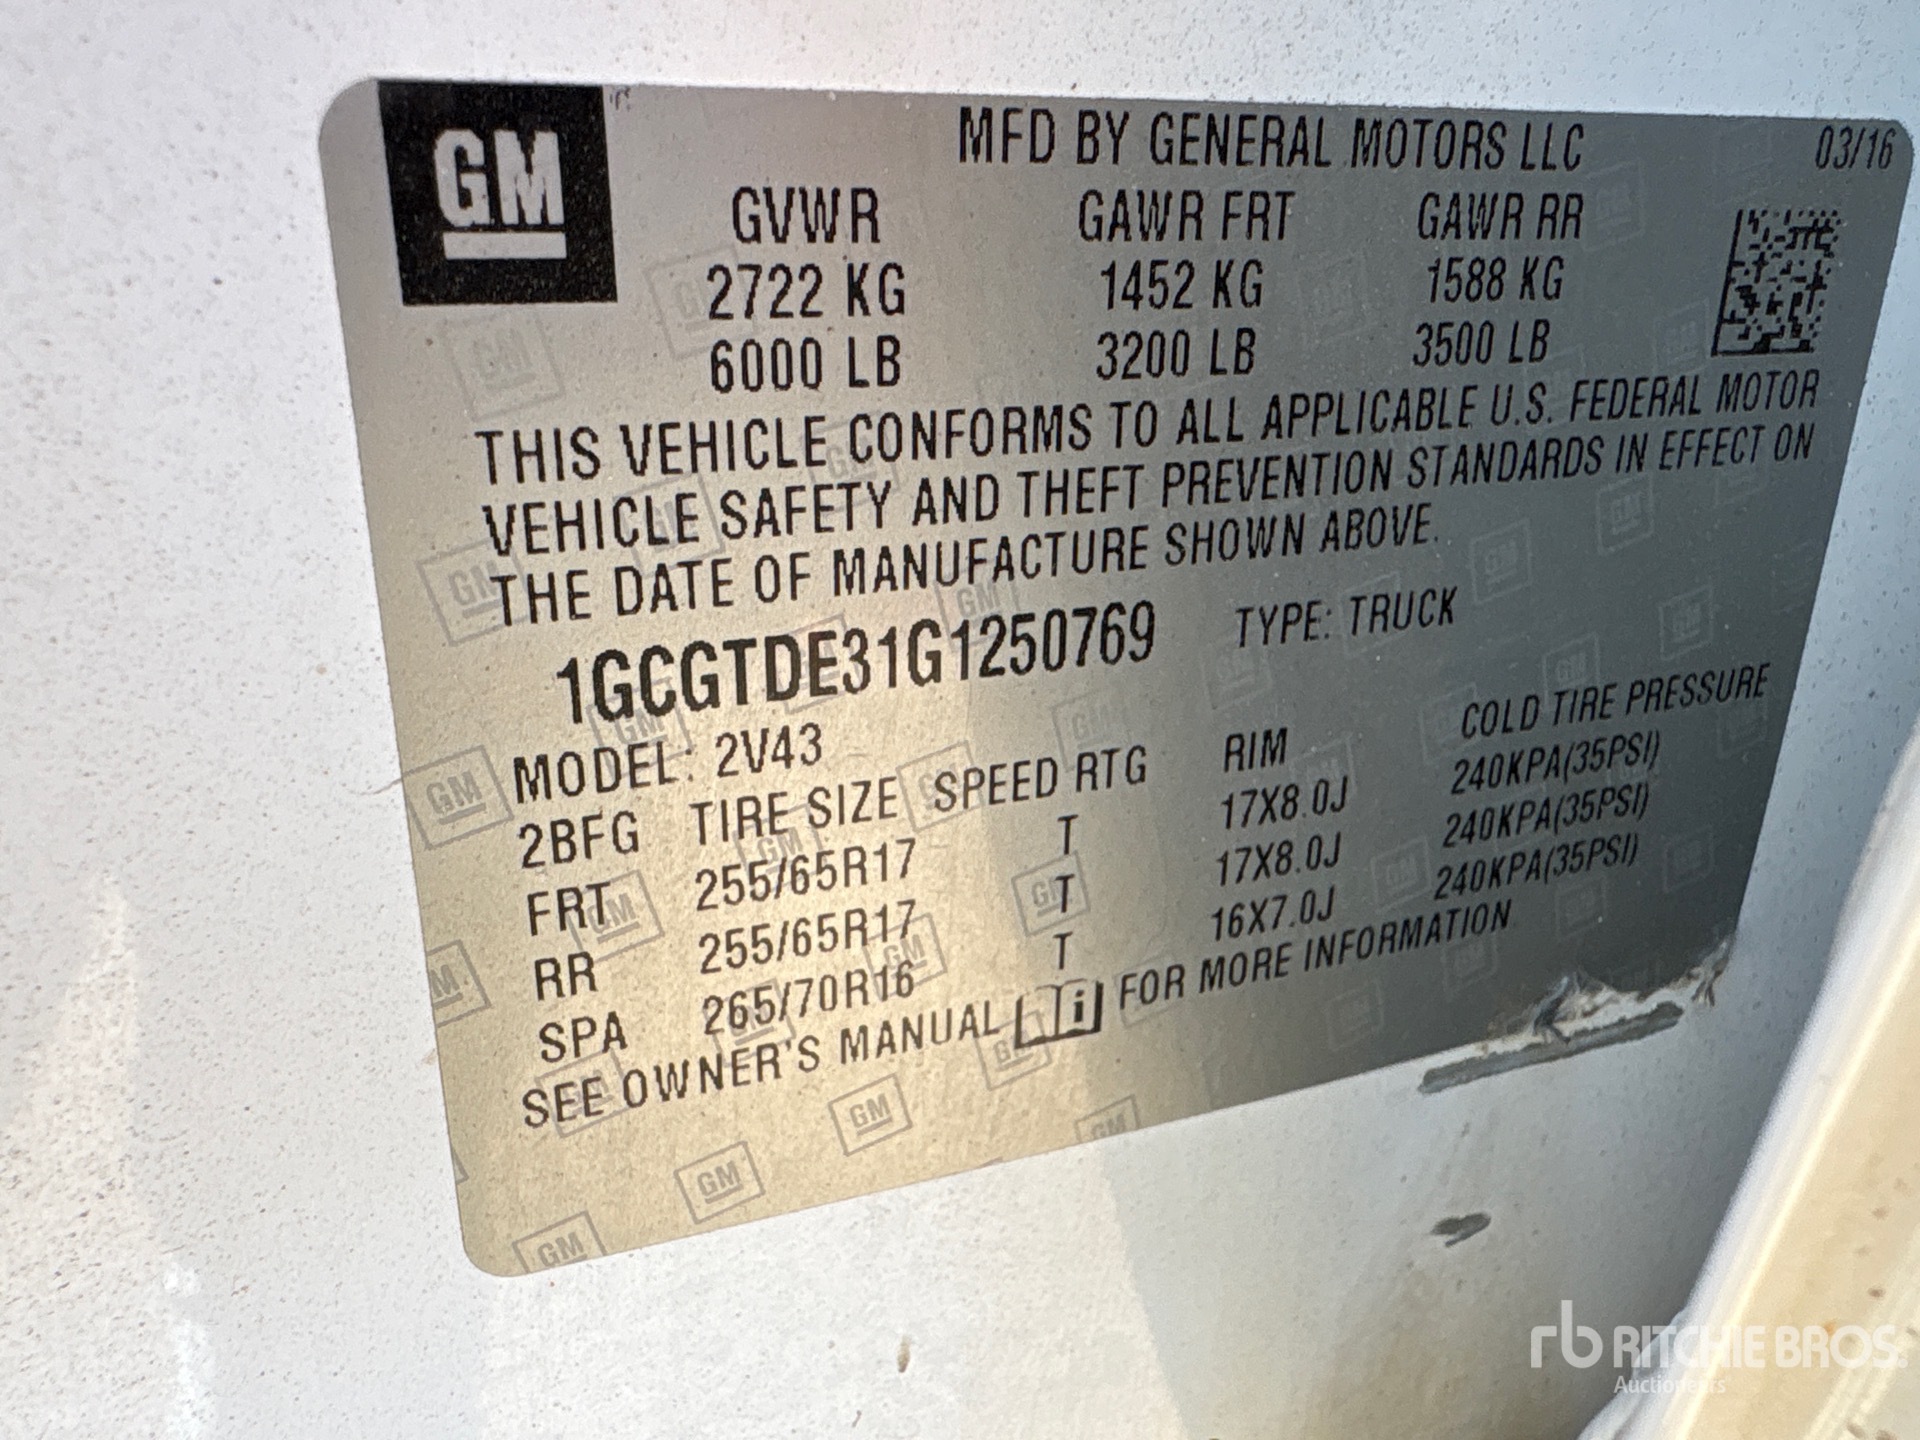 GM
MFD BY GENERAL MOTORS LLC 03/16
GVWR GAWR FRT GAWR RR
2722 KG 1452 KG 1588 KG
6000 LB 3200 LB 3500 LB
THIS VEHICLE CONFORMS TO ALL APPLICABLE U.S. FEDERAL MOTOR
VEHICLE SAFETY AND THEFT PREVENTION STANDARDS IN EFFECT ON
THE DATE OF MANUFACTURE SHOWN ABOVE.
1GCGTDE31G1250769 TYPE: TRUCK
MODEL: 2V43
2BFG TIRE SIZE SPEED RTG RIM COLD TIRE PRESSURE
FRT 255/65R17 T 17X8.0J 240KPA(35PSI)
RR 255/65R17 T 17X8.0J 240KPA(35PSI)
SPA 265/70R16 T 16X7.0J 240KPA(35PSI)
SEE OWNER'S MANUAL i FOR MORE INFORMATION
rb RITCHIE BROS.
Auctioneers